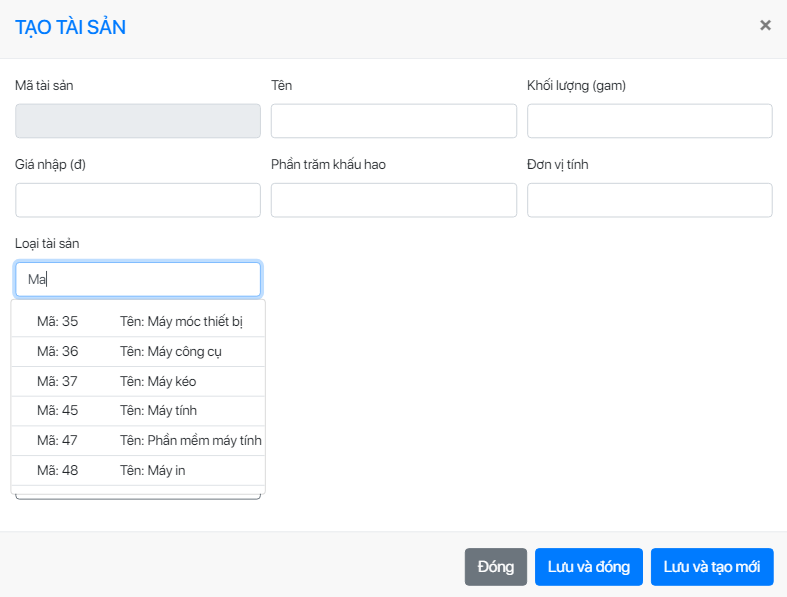 TẠO TÀI SẢN ×
Mã tài sản Tên Khối lượng (gam)
Giá nhập (đ) Phần trăm khấu hao Đơn vị tính
Loại tài sản
Ma
Mã: 35 Tên: Máy móc thiết bị
Mã: 36 Tên: Máy công cụ
Mã: 37 Tên: Máy kéo
Mã: 45 Tên: Máy tính
Mã: 47 Tên: Phần mềm máy tính
Mã: 48 Tên: Máy in
Đóng Lưu và đóng Lưu và tạo mới